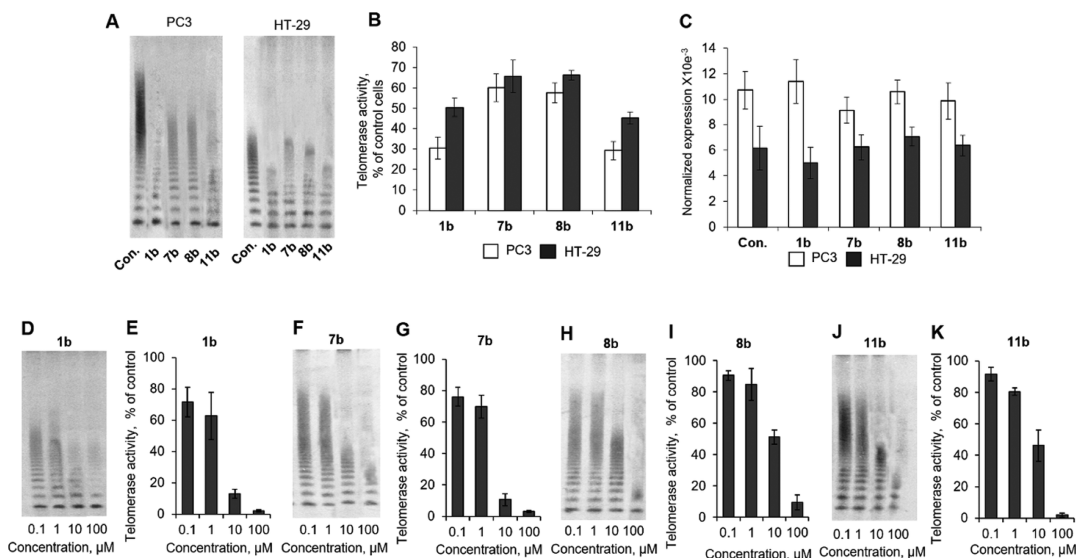 A
PC3
HT-29
Con.
1b
7b
8b
11b
Con.
1b
7b
8b
11b
B
Telomerase activity,
% of control cells
80
70
60
50
40
30
20
10
0
1b 7b 8b 11b
PC3 HT-29
C
Normalized expression X10e⁻³
14
12
10
8
6
4
2
0
Con. 1b 7b 8b 11b
PC3 HT-29
D
1b
0.1 1 10 100
Concentration, µM
E
1b
Telomerase activity, % of control
100
80
60
40
20
0
0.1 1 10 100
Concentration, µM
F
7b
0.1 1 10 100
Concentration, µM
G
7b
Telomerase activity, % of control
100
80
60
40
20
0
0.1 1 10 100
Concentration, µM
H
8b
0.1 1 10 100
Concentration, µM
I
8b
Telomerase activity, % of control
100
80
60
40
20
0
0.1 1 10 100
Concentration, µM
J
11b
0.1 1 10 100
Concentration, µM
K
11b
Telomerase activity, % of control
100
80
60
40
20
0
0.1 1 10 100
Concentration, µM